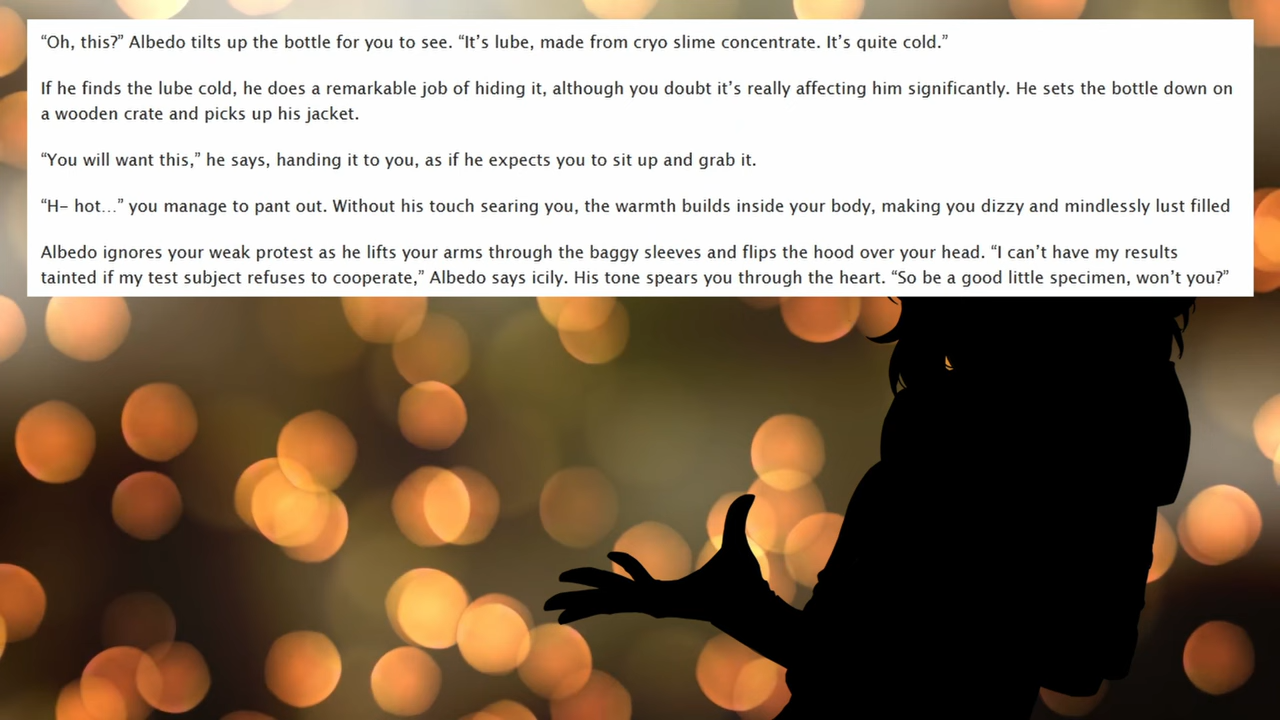 “Oh, this?” Albedo tilts up the bottle for you to see. “It’s lube, made from cryo slime concentrate. It’s quite cold.”
If he finds the lube cold, he does a remarkable job of hiding it, although you doubt it’s really affecting him significantly. He sets the bottle down on
a wooden crate and picks up his jacket.
“You will want this,” he says, handing it to you, as if he expects you to sit up and grab it.
“H– hot…” you manage to pant out. Without his touch searing you, the warmth builds inside your body, making you dizzy and mindlessly lust filled
Albedo ignores your weak protest as he lifts your arms through the baggy sleeves and flips the hood over your head. “I can’t have my results
tainted if my test subject refuses to cooperate,” Albedo says icily. His tone spears you through the heart. “So be a good little specimen, won’t you?”